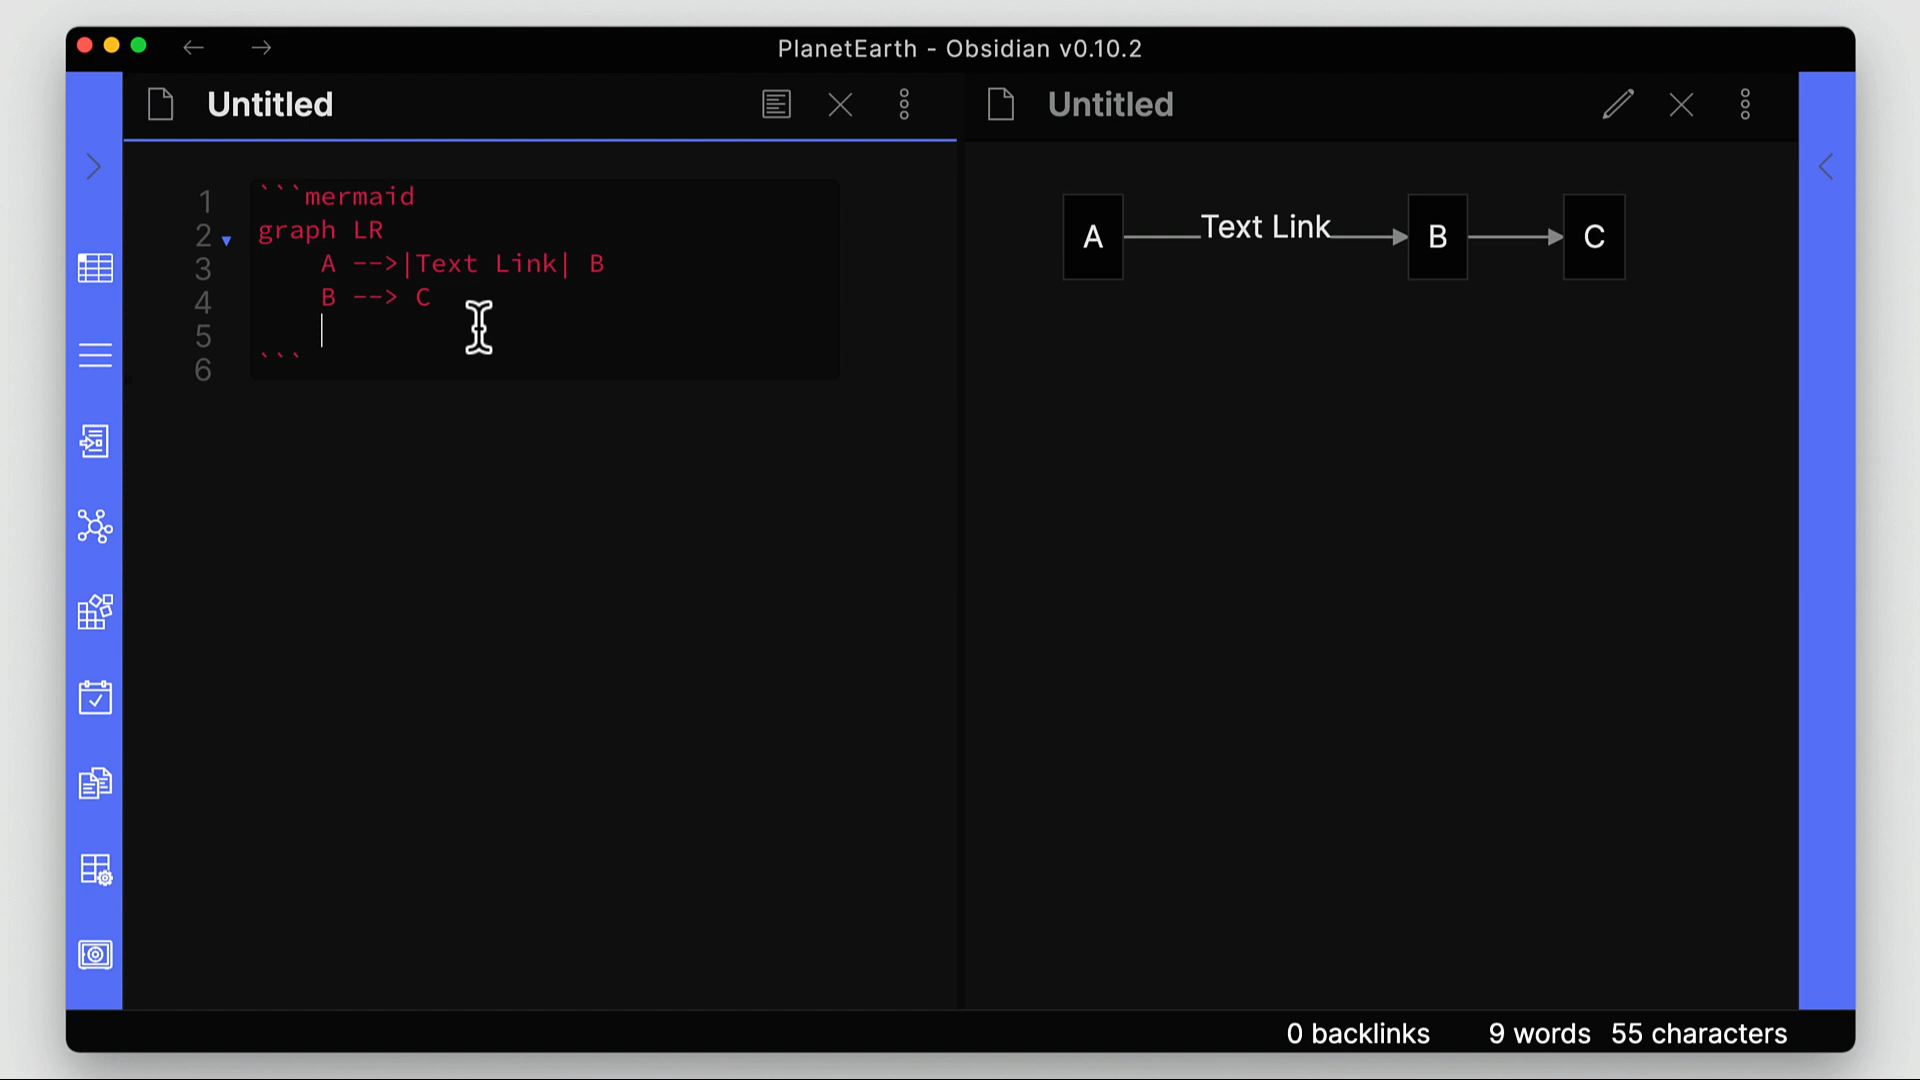 PlanetEarth - Obsidian v0.10.2
Untitled
1 ```mermaid
2 graph LR
3 A -->|Text Link| B
4 B --> C
5
6 ```
Untitled
A Text Link B C
0 backlinks 9 words 55 characters